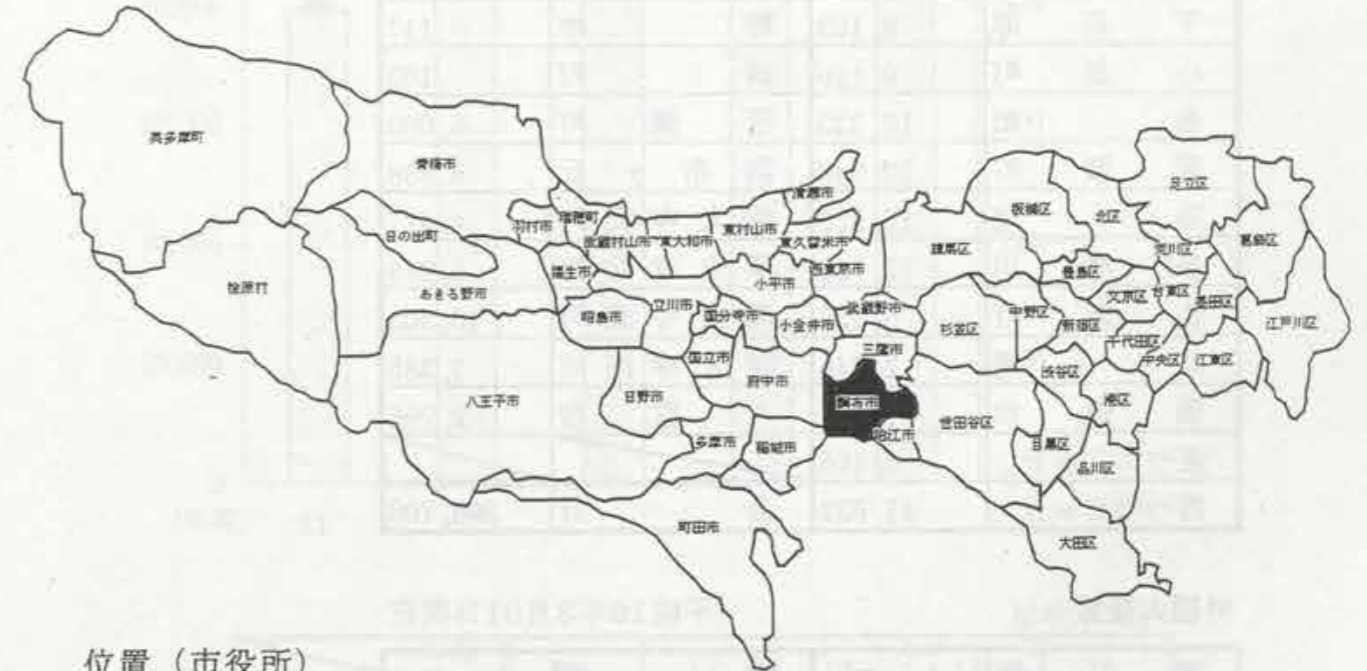 奥多摩町
青梅市
日の出町
檜原村
あきる野市
八王子市
羽村市
瑞穂町
福生市
武蔵村山市
東大和市
東村山市
清瀬市
東久留米市
西東京市
小平市
昭島市
立川市
国分寺市
小金井市
武蔵野市
三鷹市
国立市
府中市
日野市
調布市
狛江市
多摩市
稲城市
町田市
練馬区
板橋区
北区
足立区
葛飾区
荒川区
豊島区
文京区
台東区
墨田区
江戸川区
杉並区
中野区
新宿区
千代田区
中央区
江東区
渋谷区
港区
世田谷区
目黒区
品川区
大田区
位置（市役所）